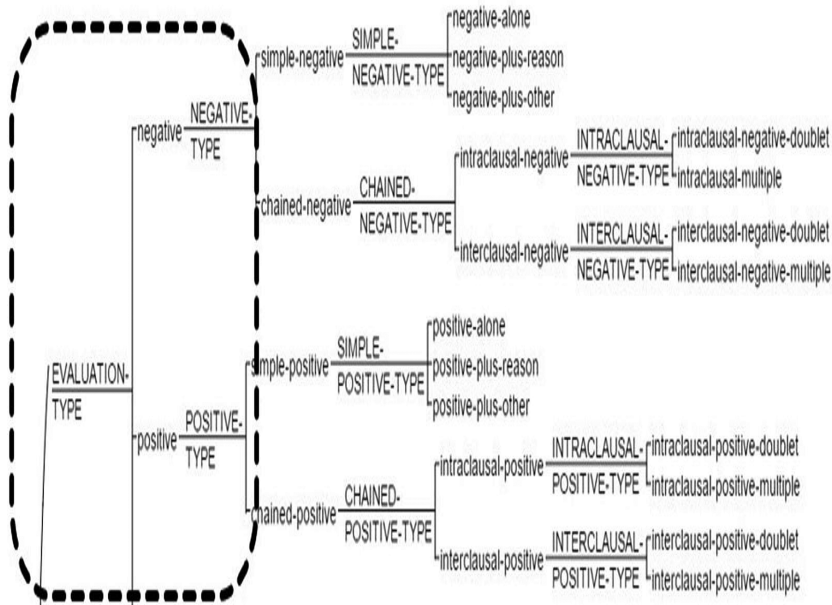 negative-alone
simple-negative SIMPLE-
NEGATIVE-TYPE negative-plus-reason
negative-plus-other
negative NEGATIVE-
TYPE
intraclausal-negative INTRACLAUSAL-
NEGATIVE-TYPE intraclausal-negative-doublet
intraclausal-multiple
chained-negative CHAINED-
NEGATIVE-TYPE
interclausal-negative INTERCLAUSAL-
NEGATIVE-TYPE interclausal-negative-doublet
interclausal-negative-multiple
positive-alone
simple-positive SIMPLE-
POSITIVE-TYPE positive-plus-reason
positive-plus-other
EVALUATION-
TYPE
positive POSITIVE-
TYPE
intraclausal-positive INTRACLAUSAL-
POSITIVE-TYPE intraclausal-positive-doublet
intraclausal-positive-multiple
chained-positive CHAINED-
POSITIVE-TYPE
interclausal-positive INTERCLAUSAL-
POSITIVE-TYPE interclausal-positive-doublet
interclausal-positive-multiple